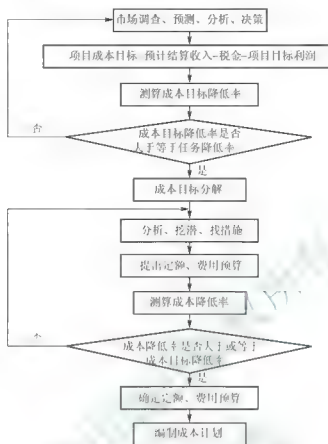 市场调查、预测、分析、决策
项目成本目标=预计结算收入-税金-项目目标利润
测算成本目标降低率
否
成本目标降低率是否
大于等于任务降低率
是
成本目标分解
分析、挖潜、找措施
提出定额、费用预算
测算成本降低率
成本降低率是否大于或等于
成本目标降低率
是
确定定额、费用预算
编制成本计划